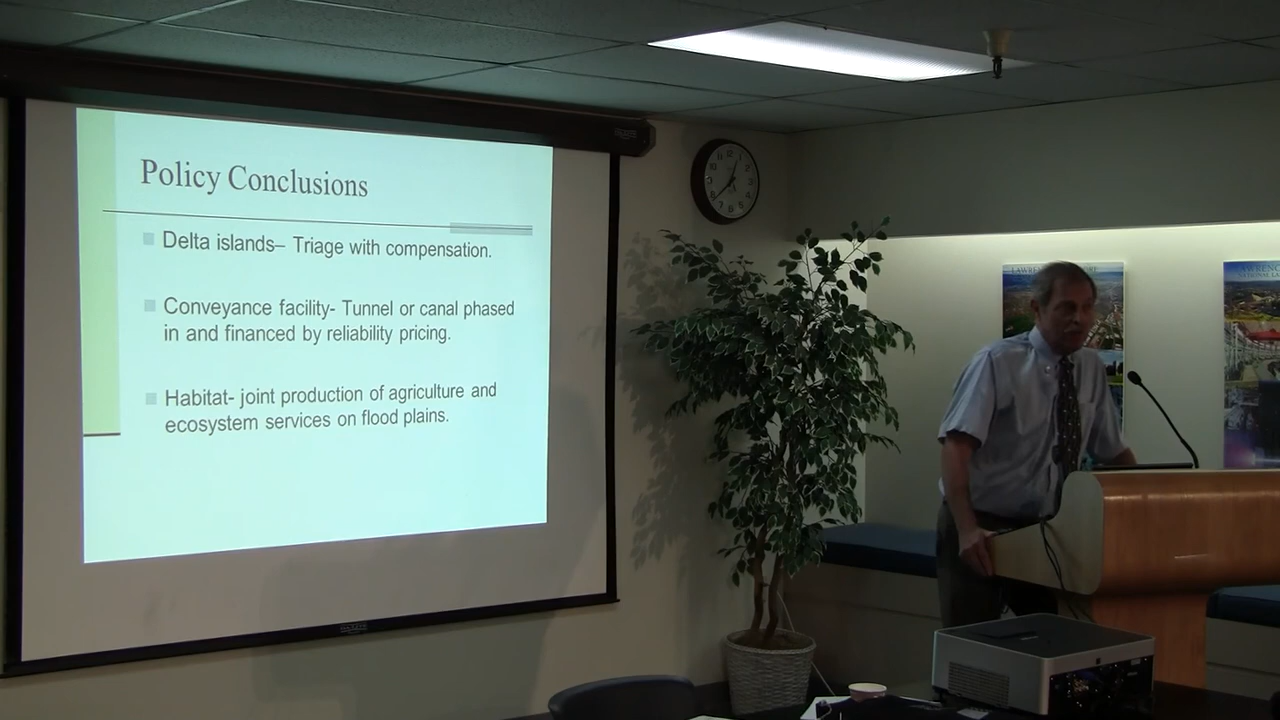 Policy Conclusions
Delta islands– Triage with compensation.
Conveyance facility- Tunnel or canal phased
in and financed by reliability pricing.
Habitat- joint production of agriculture and
ecosystem services on flood plains.